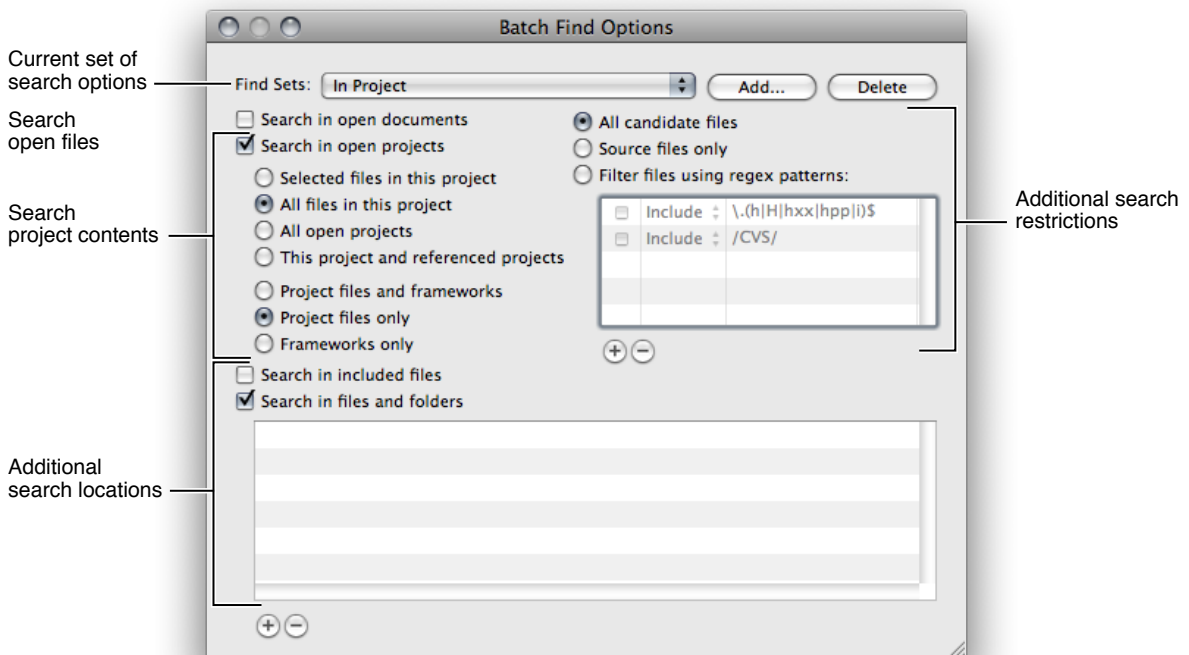 Batch Find Options
Current set of
search options
Find Sets: In Project Add... Delete
Search
open files
Search in open documents
Search in open projects
Selected files in this project
All files in this project
All open projects
This project and referenced projects
Project files and frameworks
Project files only
Frameworks only
Search
project contents
All candidate files
Source files only
Filter files using regex patterns:
Include \.(h|H|hxx|hpp|i)$
Include /CVS/
Additional search
restrictions
Search in included files
Search in files and folders
Additional
search locations